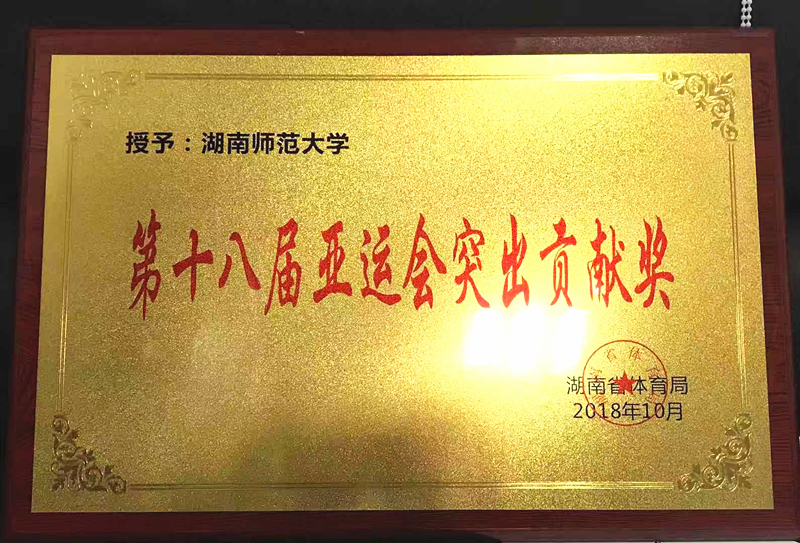 授予：湖南师范大学
第十八届亚运会突出贡献奖
湖南省体育局
2018年10月